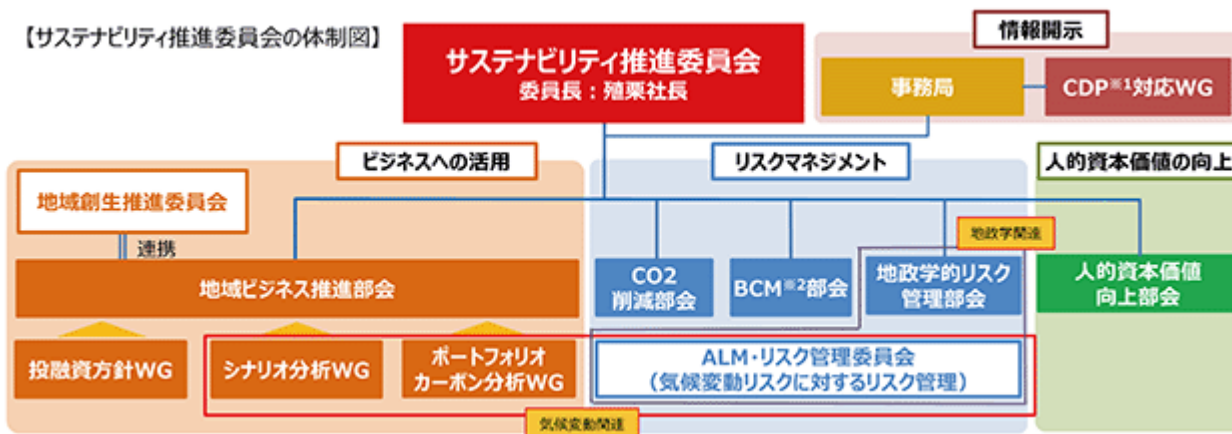 【サステナビリティ推進委員会の体制図】
サステナビリティ推進委員会
委員長：殖栗社長
情報開示
事務局
CDP※1対応WG
ビジネスへの活用
リスクマネジメント
人的資本価値の向上
地域創生推進委員会
連携
地政学関連
地域ビジネス推進部会
CO2
削減部会
BCM※2部会
地政学的リスク
管理部会
人的資本価値
向上部会
投融資方針WG
シナリオ分析WG
ポートフォリオ
カーボン分析WG
ALM・リスク管理委員会
（気候変動リスクに対するリスク管理）
気候変動関連